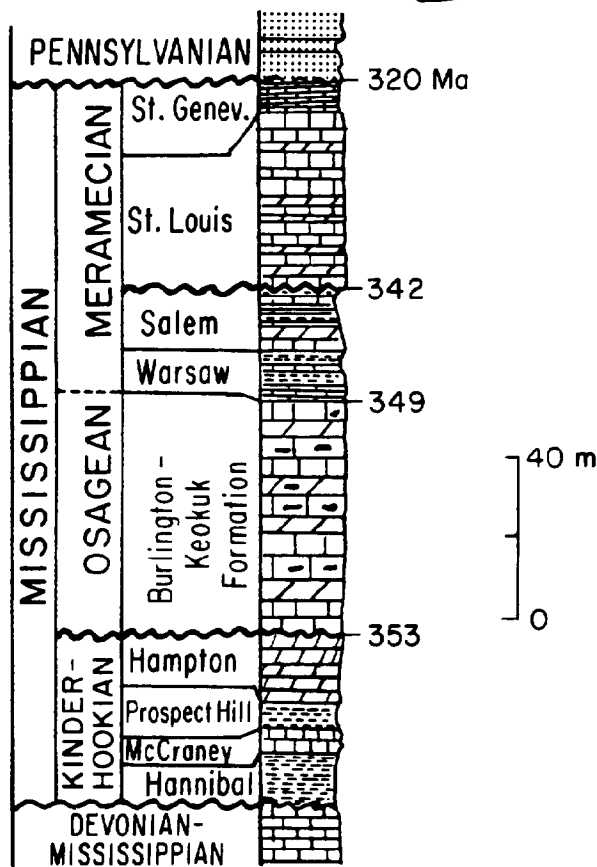 PENNSYLVANIAN
320 Ma
MISSISSIPPIAN
MERAMECIAN
St. Genev.
St. Louis
342
Salem
Warsaw
349
OSAGEAN
Burlington-
Keokuk
Formation
40 m
0
353
KINDER-
HOOKIAN
Hampton
Prospect Hill
McCraney
Hannibal
DEVONIAN-
MISSISSIPPIAN